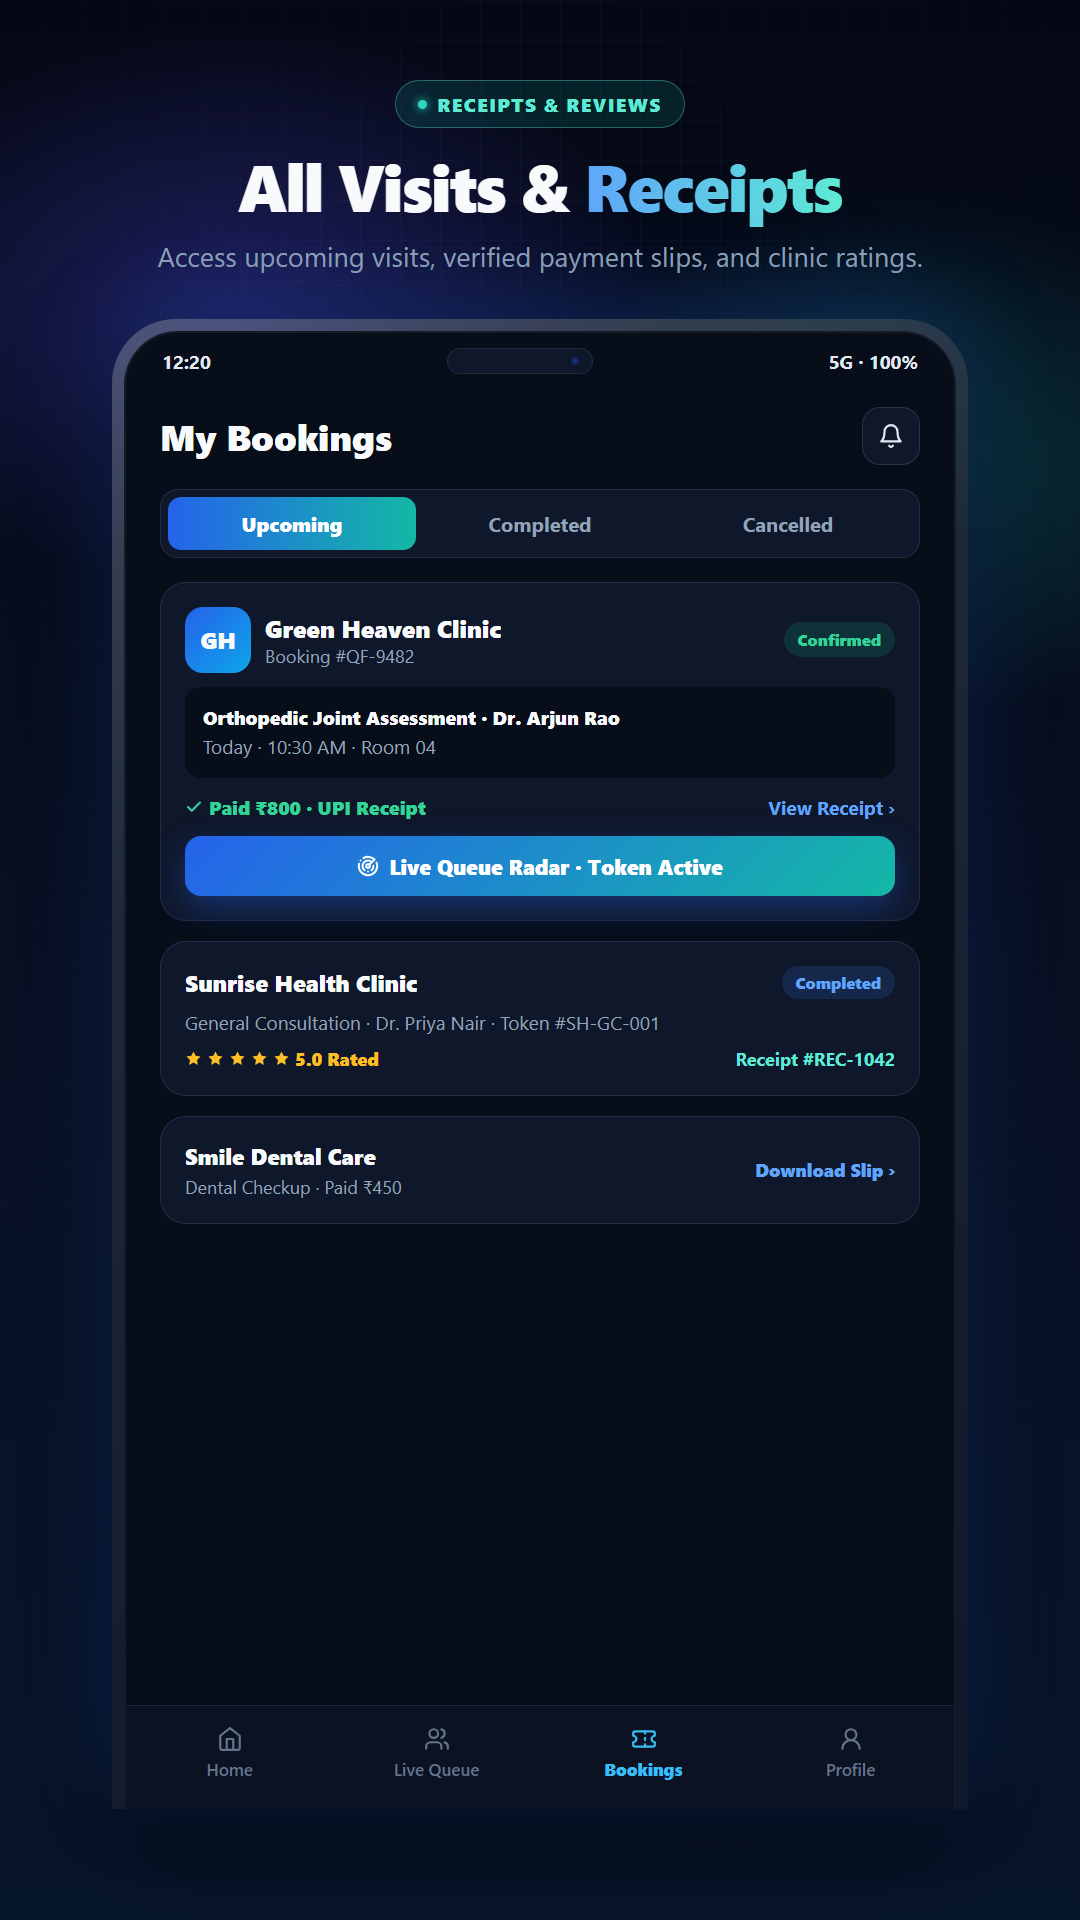 RECEIPTS & REVIEWS
All Visits & Receipts
Access upcoming visits, verified payment slips, and clinic ratings.
12:20
5G · 100%
My Bookings
Upcoming
Completed
Cancelled
GH
Green Heaven Clinic
Booking #QF-9482
Confirmed
Orthopedic Joint Assessment · Dr. Arjun Rao
Today · 10:30 AM · Room 04
Paid ₹800 · UPI Receipt
View Receipt ›
Live Queue Radar · Token Active
Sunrise Health Clinic
Completed
General Consultation · Dr. Priya Nair · Token #SH-GC-001
★ ★ ★ ★ ★ 5.0 Rated
Receipt #REC-1042
Smile Dental Care
Dental Checkup · Paid ₹450
Download Slip ›
Home
Live Queue
Bookings
Profile